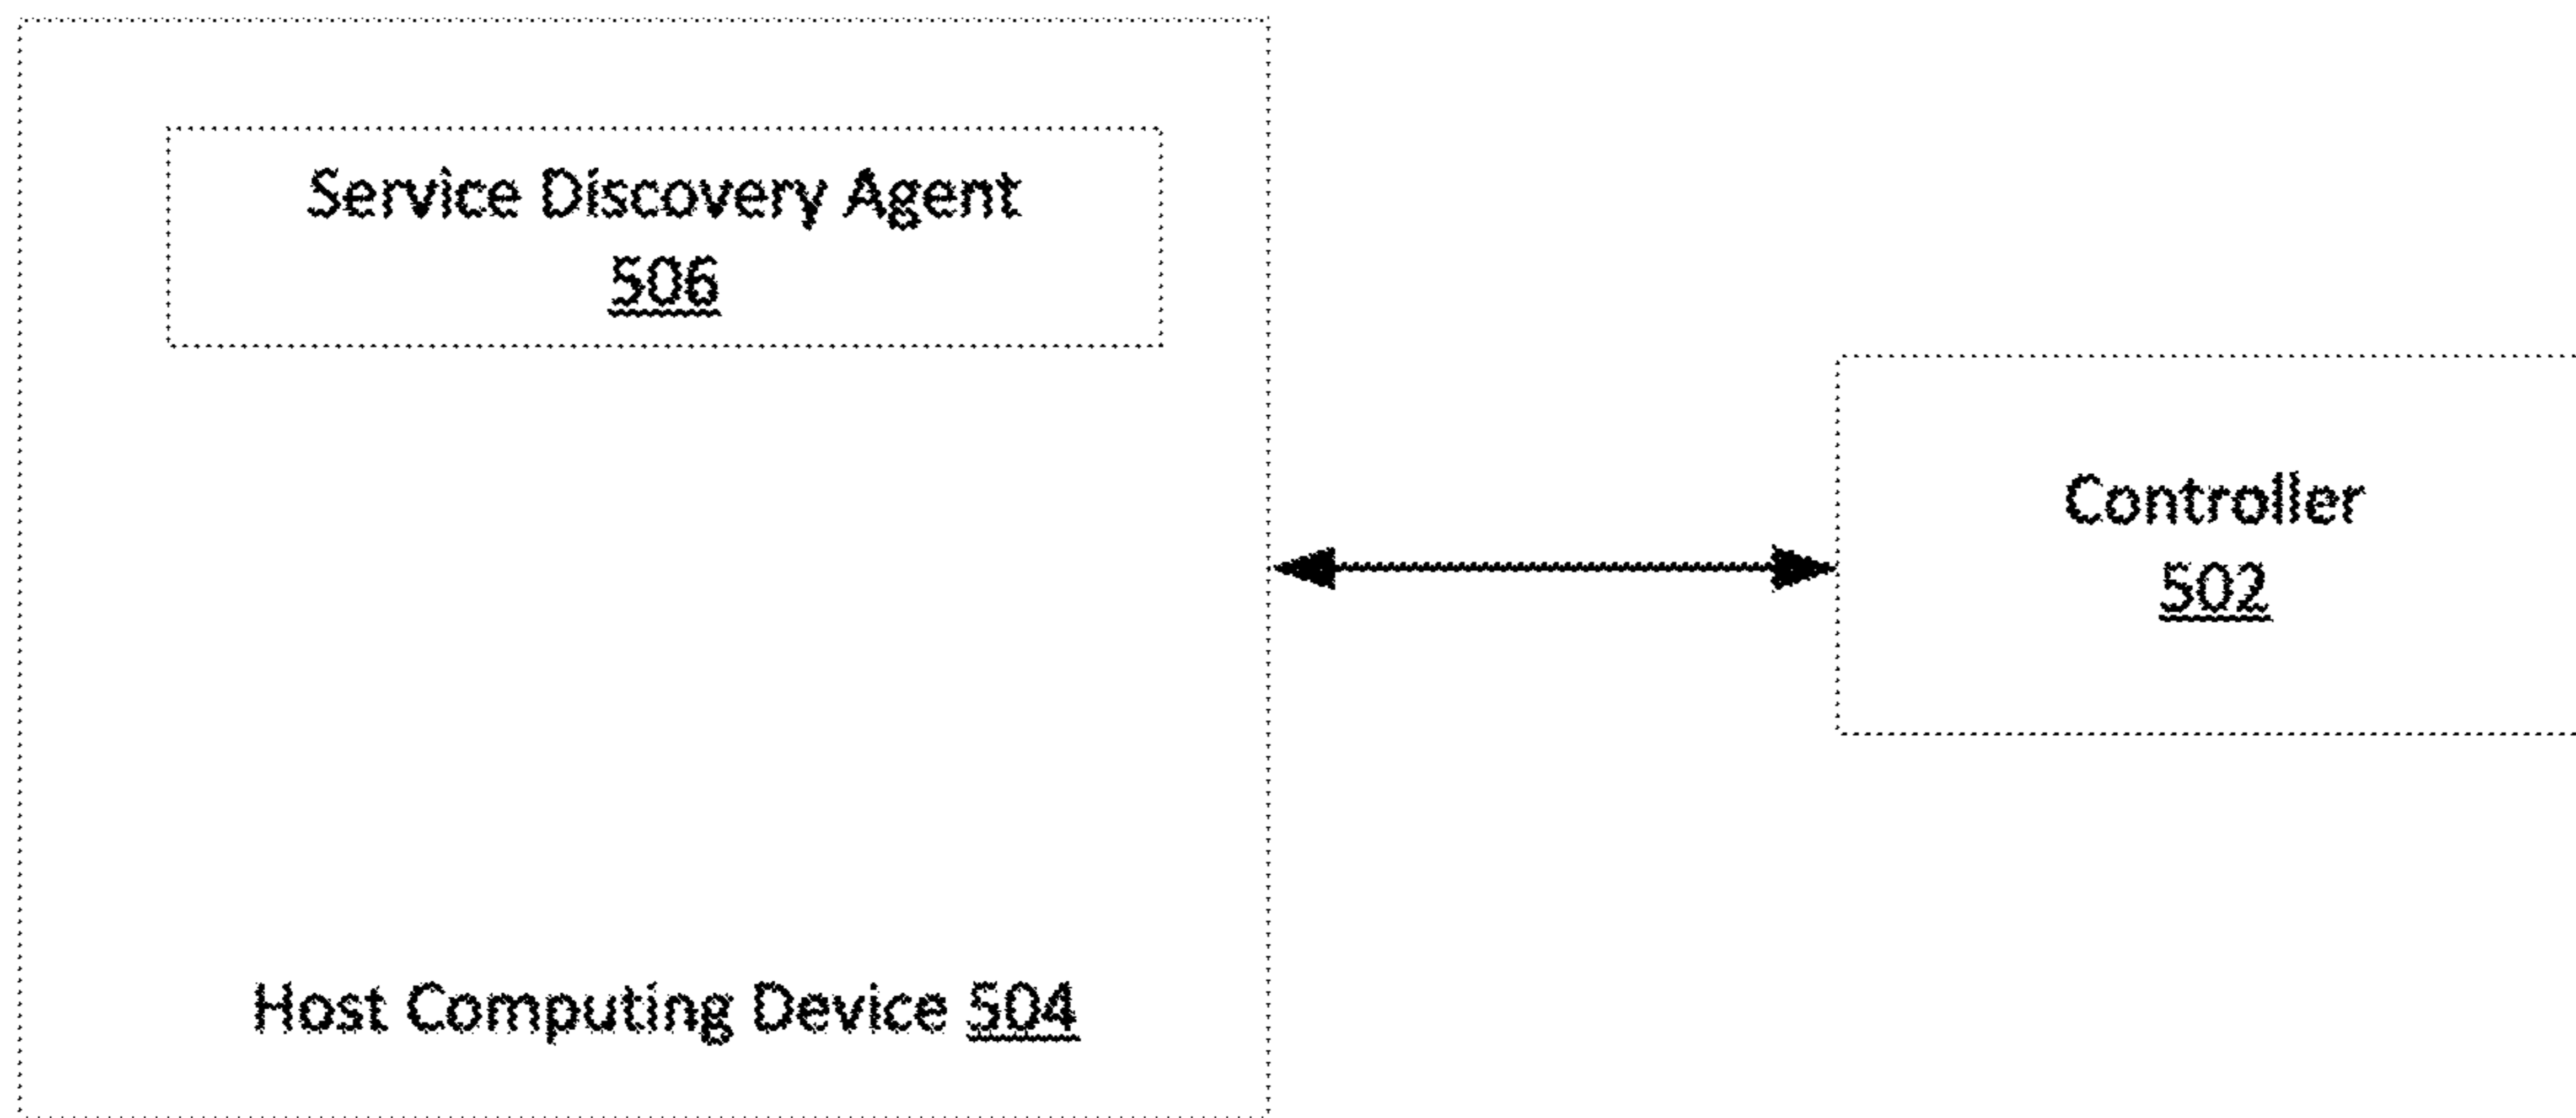 Service Discovery Agent
506
Controller
502
Host Computing Device 504